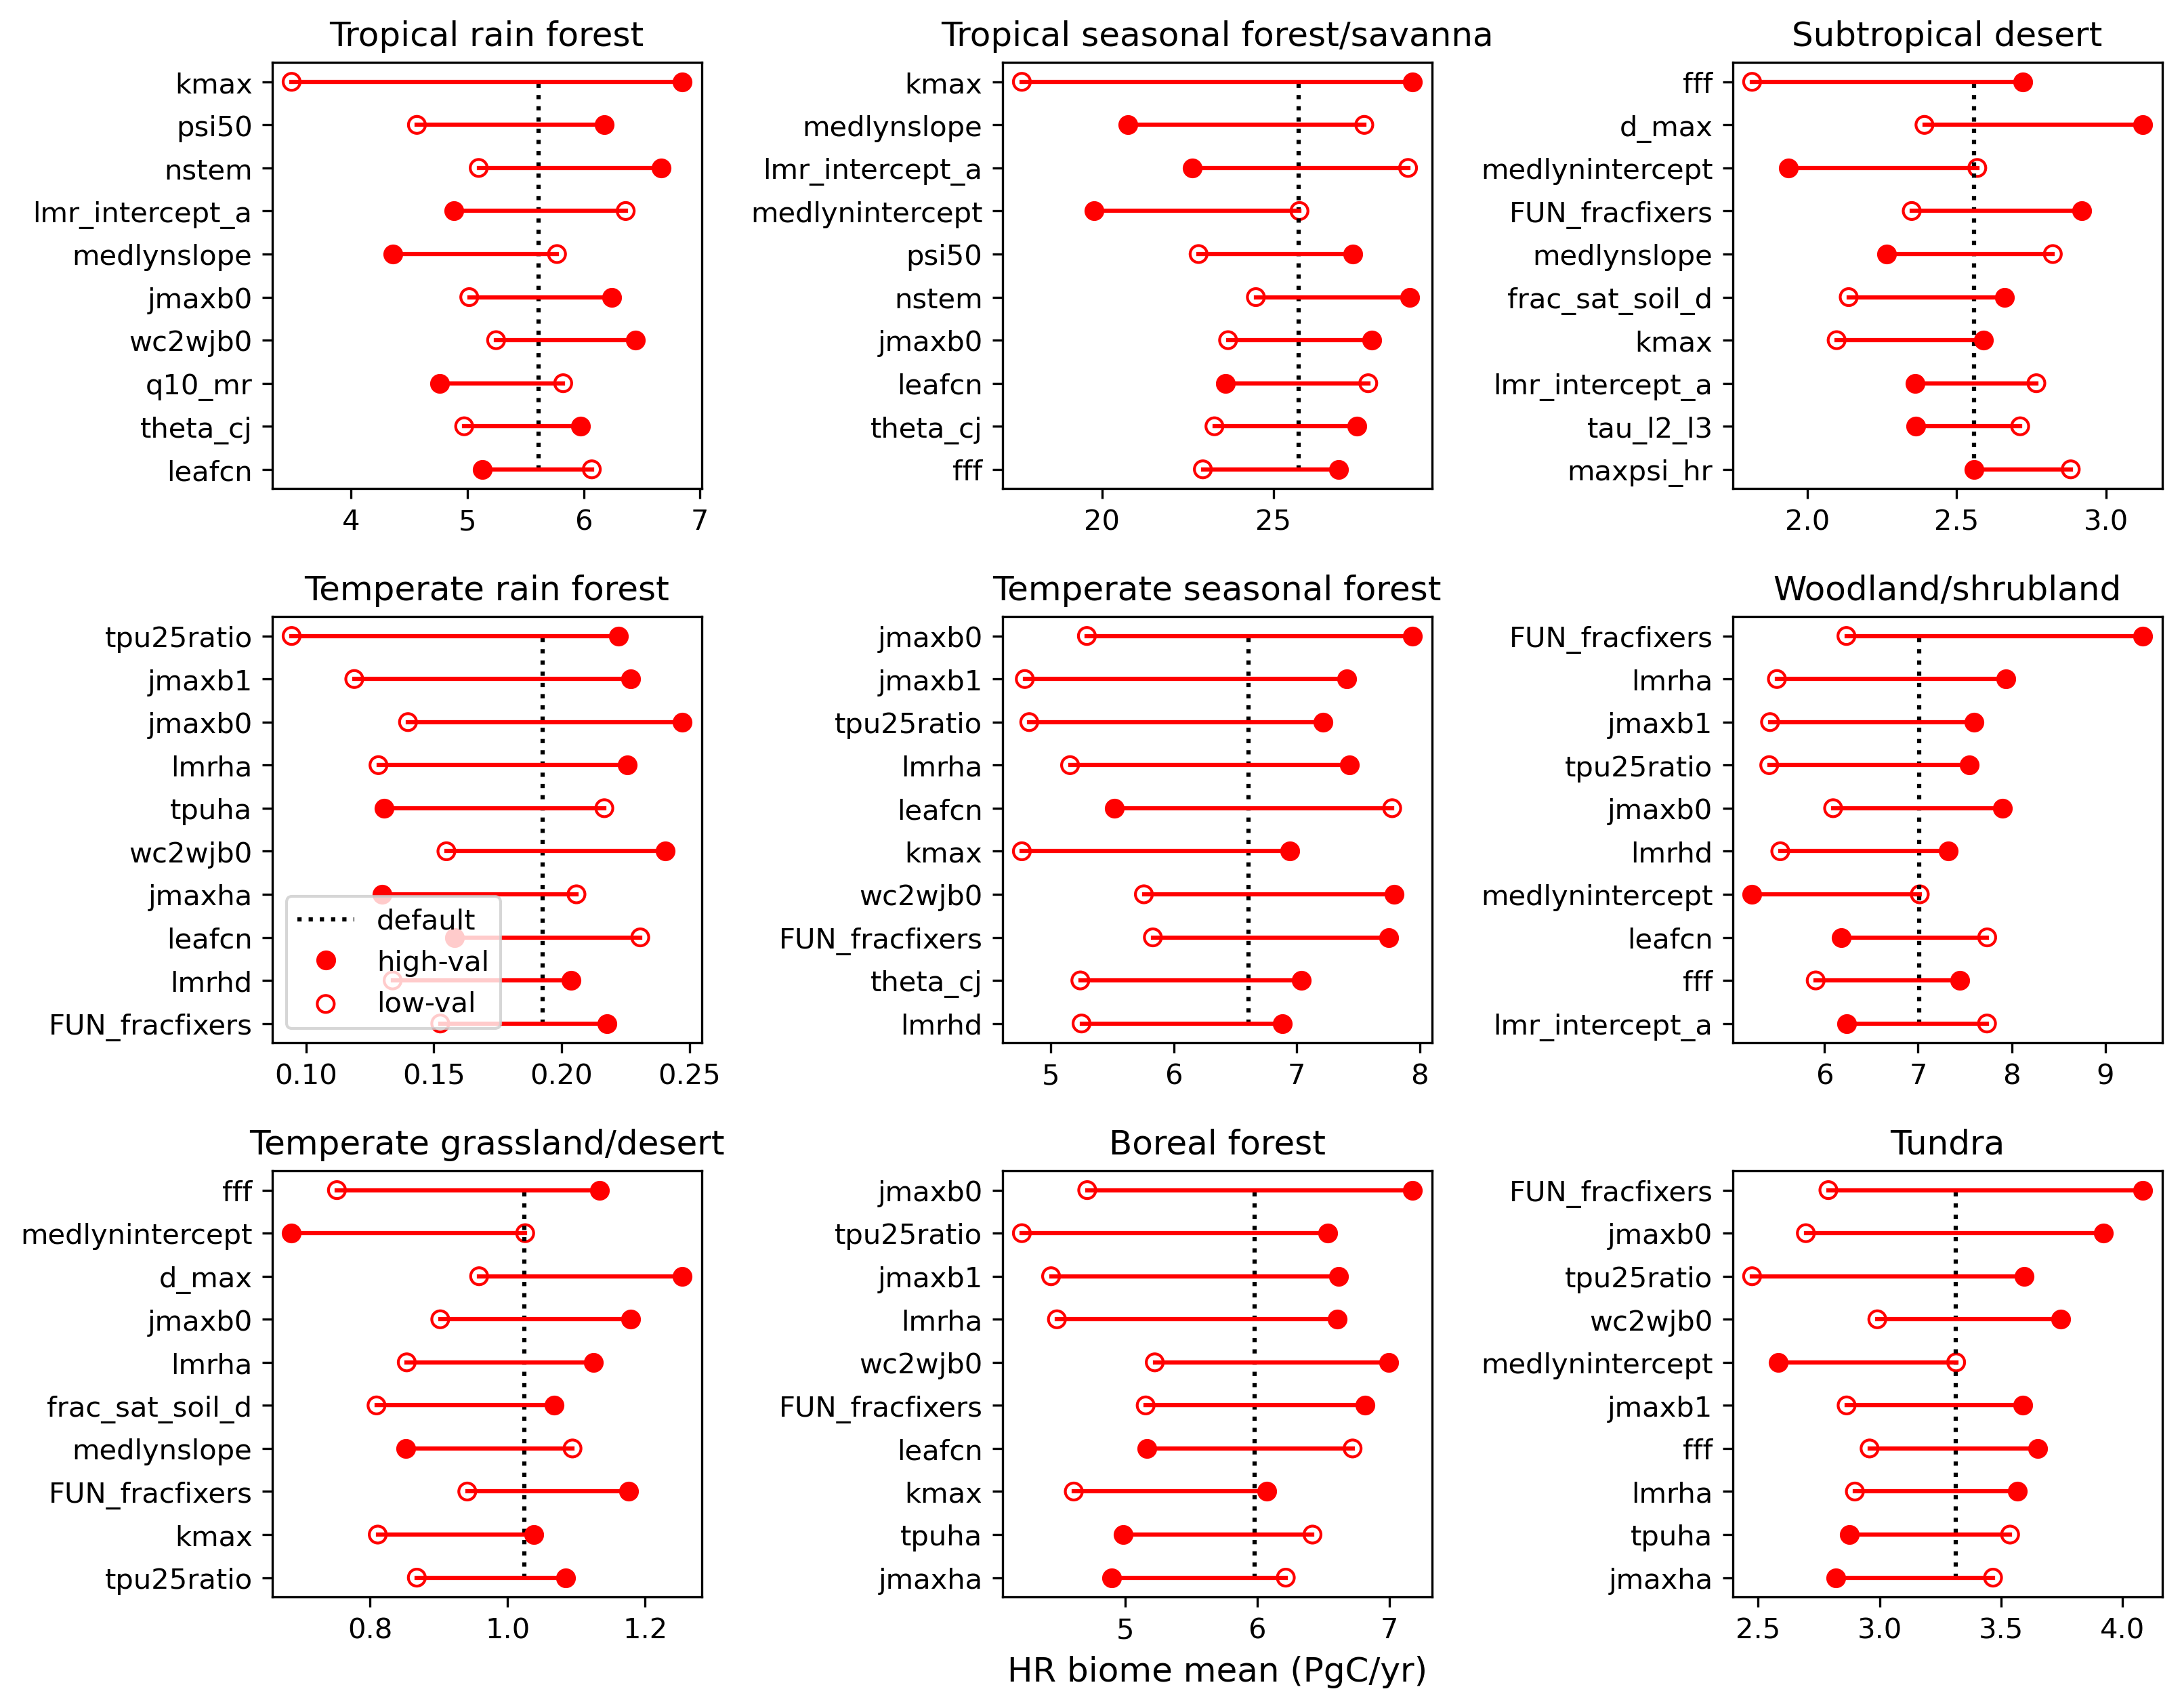 Tropical rain forest
kmax
psi50
nstem
lmr_intercept_a
medlynslope
jmaxb0
wc2wjb0
q10_mr
theta_cj
leafcn
4 5 6 7
Tropical seasonal forest/savanna
kmax
medlynslope
lmr_intercept_a
medlynintercept
psi50
nstem
jmaxb0
leafcn
theta_cj
fff
20 25
Subtropical desert
fff
d_max
medlynintercept
FUN_fracfixers
medlynslope
frac_sat_soil_d
kmax
lmr_intercept_a
tau_l2_l3
maxpsi_hr
2.0 2.5 3.0
Temperate rain forest
tpu25ratio
jmaxb1
jmaxb0
lmrha
tpuha
wc2wjb0
jmaxha
leafcn
lmrhd
FUN_fracfixers
default
high-val
low-val
0.10 0.15 0.20 0.25
Temperate seasonal forest
jmaxb0
jmaxb1
tpu25ratio
lmrha
leafcn
kmax
wc2wjb0
FUN_fracfixers
theta_cj
lmrhd
5 6 7 8
Woodland/shrubland
FUN_fracfixers
lmrha
jmaxb1
tpu25ratio
jmaxb0
lmrhd
medlynintercept
leafcn
fff
lmr_intercept_a
6 7 8 9
Temperate grassland/desert
fff
medlynintercept
d_max
jmaxb0
lmrha
frac_sat_soil_d
medlynslope
FUN_fracfixers
kmax
tpu25ratio
0.8 1.0 1.2
Boreal forest
jmaxb0
tpu25ratio
jmaxb1
lmrha
wc2wjb0
FUN_fracfixers
leafcn
kmax
tpuha
jmaxha
5 6 7
HR biome mean (PgC/yr)
Tundra
FUN_fracfixers
jmaxb0
tpu25ratio
wc2wjb0
medlynintercept
jmaxb1
fff
lmrha
tpuha
jmaxha
2.5 3.0 3.5 4.0